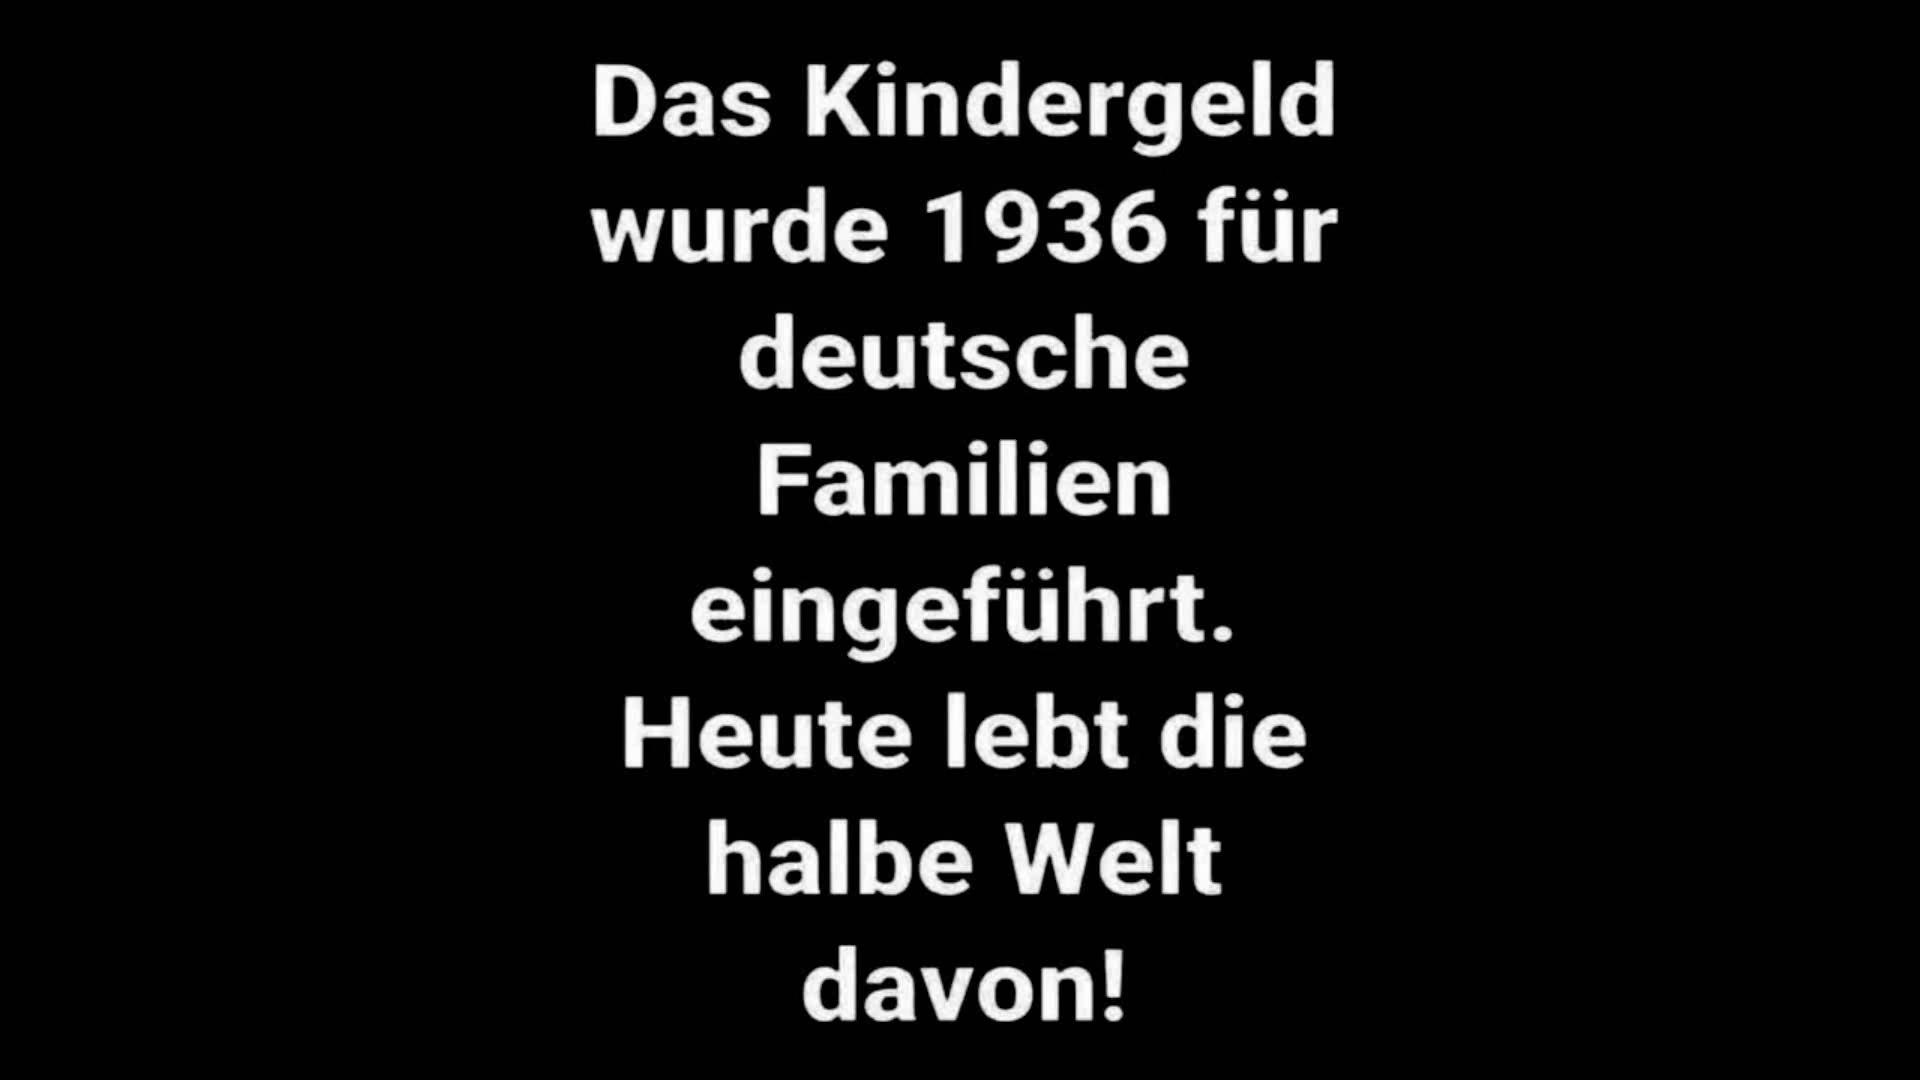 Das Kindergeld
wurde 1936 für
deutsche
Familien
eingeführt.
Heute lebt die
halbe Welt
davon!